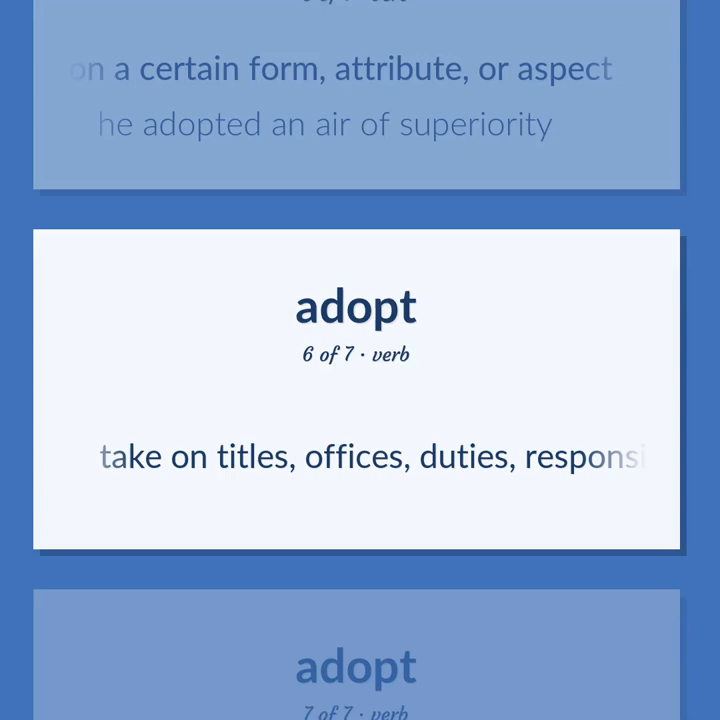 on a certain form, attribute, or aspect
he adopted an air of superiority
adopt
6 of 7 · verb
take on titles, offices, duties, responsi
adopt
7 of 7 · verb